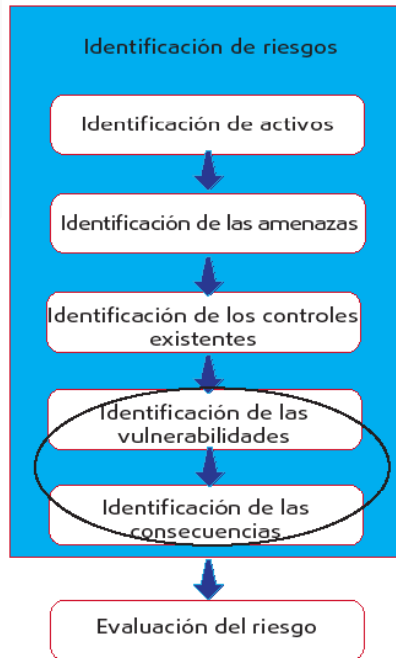 Identificación de riesgos
Identificación de activos
Identificación de las amenazas
Identificación de los controles
existentes
Identificación de las
vulnerabilidades
Identificación de las
consecuencias
Evaluación del riesgo